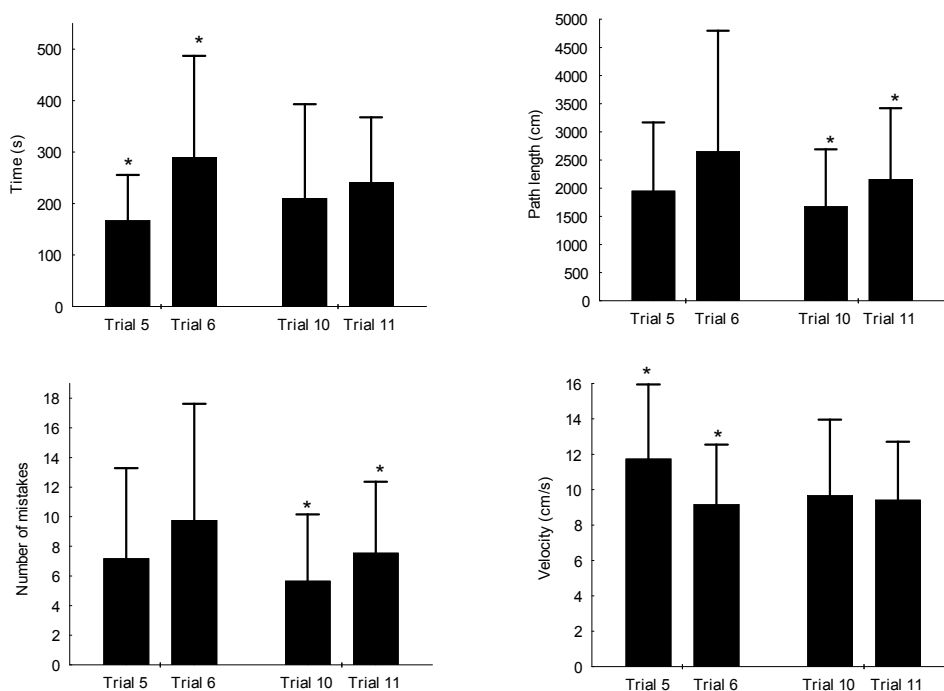 Time (s)
500
400
300
200
100
0
*
*
Trial 5
Trial 6
Trial 10
Trial 11
Path length (cm)
5000
4500
4000
3500
3000
2500
2000
1500
1000
500
0
*
*
Trial 5
Trial 6
Trial 10
Trial 11
Number of mistakes
18
16
14
12
10
8
6
4
2
0
*
*
Trial 5
Trial 6
Trial 10
Trial 11
Velocity (cm/s)
16
14
12
10
8
6
4
2
0
*
*
Trial 5
Trial 6
Trial 10
Trial 11